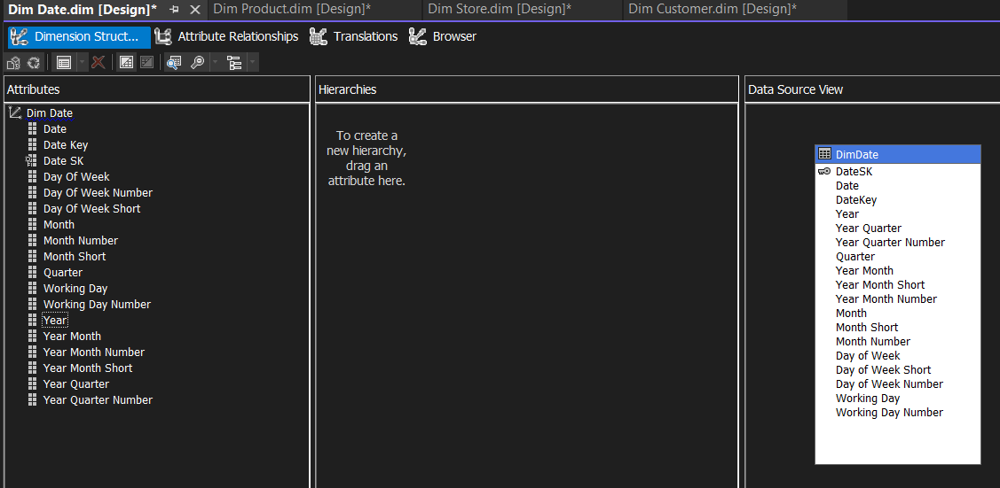 Dim Date.dim [Design]* Dim Product.dim [Design]* Dim Store.dim [Design]* Dim Customer.dim [Design]*
Dimension Struct... Attribute Relationships Translations Browser
Attributes
Dim Date
Date
Date Key
Date SK
Day Of Week
Day Of Week Number
Day Of Week Short
Month
Month Number
Month Short
Quarter
Working Day
Working Day Number
Year
Year Month
Year Month Number
Year Month Short
Year Quarter
Year Quarter Number
Hierarchies
To create a
new hierarchy,
drag an
attribute here.
Data Source View
DimDate
DateSK
Date
DateKey
Year
Year Quarter
Year Quarter Number
Quarter
Year Month
Year Month Short
Year Month Number
Month
Month Short
Month Number
Day of Week
Day of Week Short
Day of Week Number
Working Day
Working Day Number